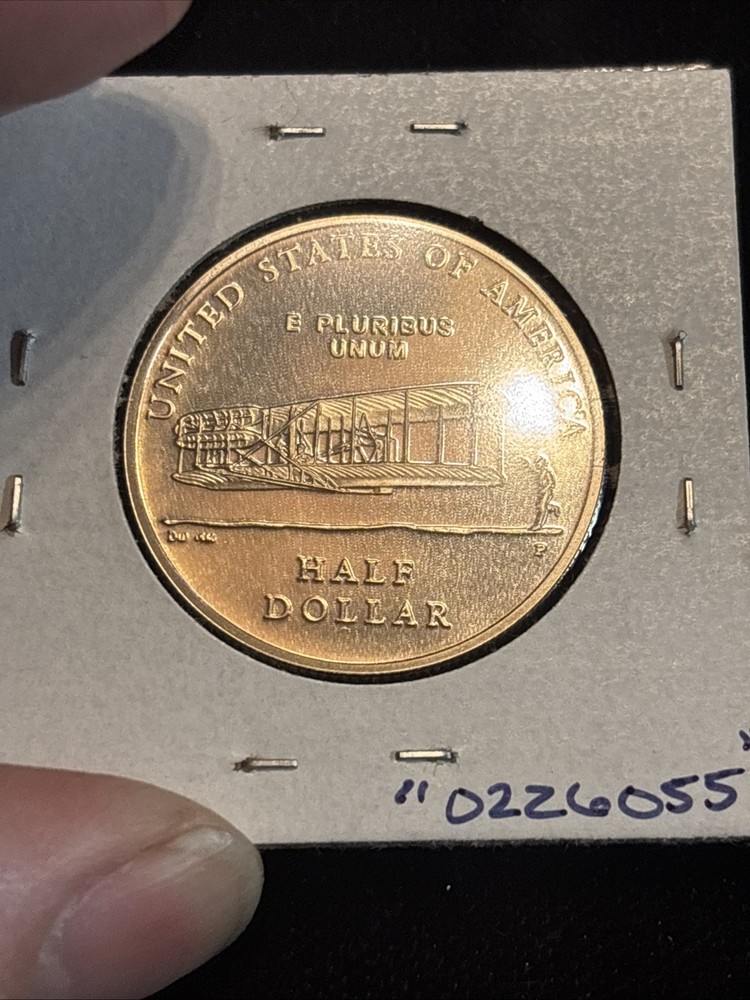 UNITED STATES OF AMERICA
E PLURIBUS
UNUM
P
HALF
DOLLAR
"0226055"